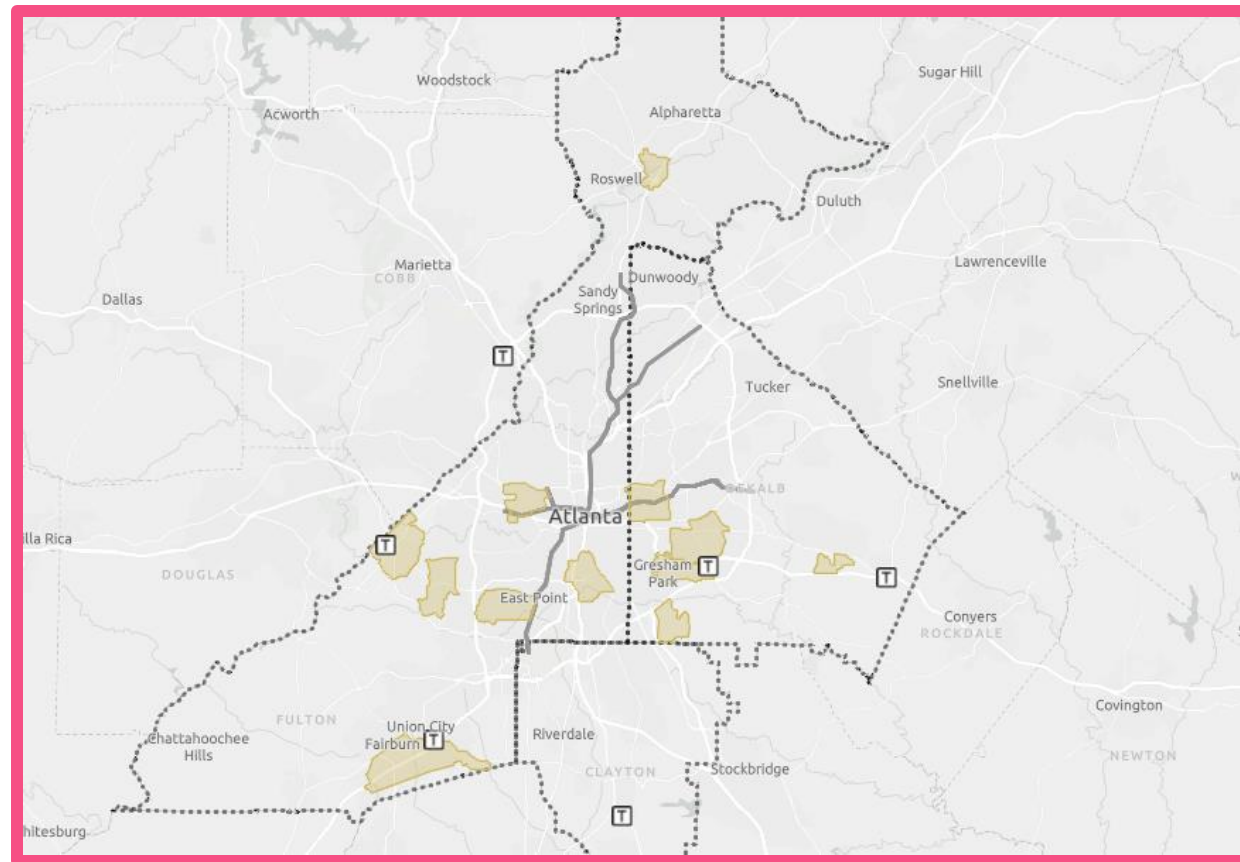 Sugar Hill
Woodstock
Acworth
Alpharetta
Roswell
Duluth
Marietta
Lawrenceville
COBB
Dunwoody
Sandy
Springs
Dallas
T
Tucker
Snellville
DEKALB
Atlanta
illa Rica
T
Gresham
Park
T
T
DOUGLAS
East Point
Conyers
ROCKDALE
Covington
FULTON
Union City
Riverdale
Chattahoochee
Hills
Fairburn
T
NEWTON
CLAYTON
Stockbridge
T
hitesburg